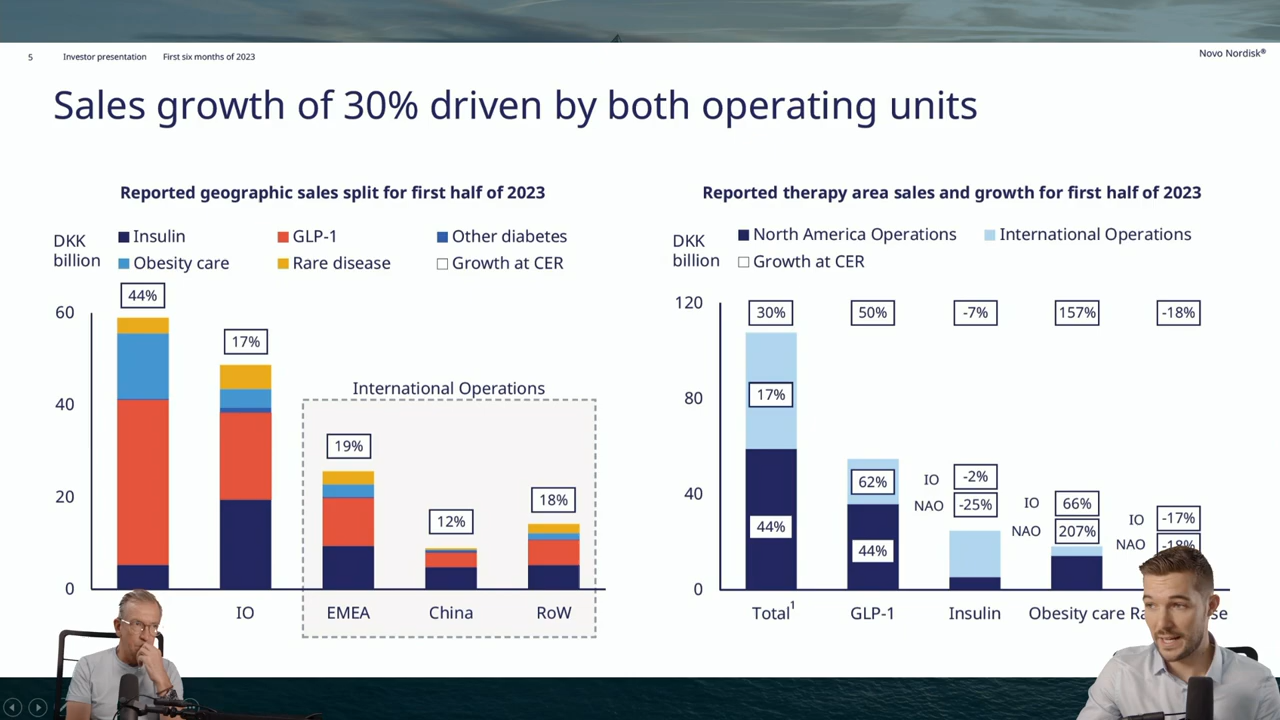 5 Investor presentation First six months of 2023
Novo Nordisk®
Sales growth of 30% driven by both operating units
Reported geographic sales split for first half of 2023
DKK
billion
Insulin GLP-1 Other diabetes
Obesity care Rare disease Growth at CER
44%
60
17%
International Operations
40
19%
20
18%
12%
0
IO EMEA China RoW
Reported therapy area sales and growth for first half of 2023
DKK
billion
North America Operations International Operations
Growth at CER
120
30% 50% -7% 157% -18%
80
17%
40
IO -2%
62%
NAO -25%
IO 66%
NAO 207%
IO -17%
NAO -18%
44%
44%
0
Total¹ GLP-1 Insulin Obesity care